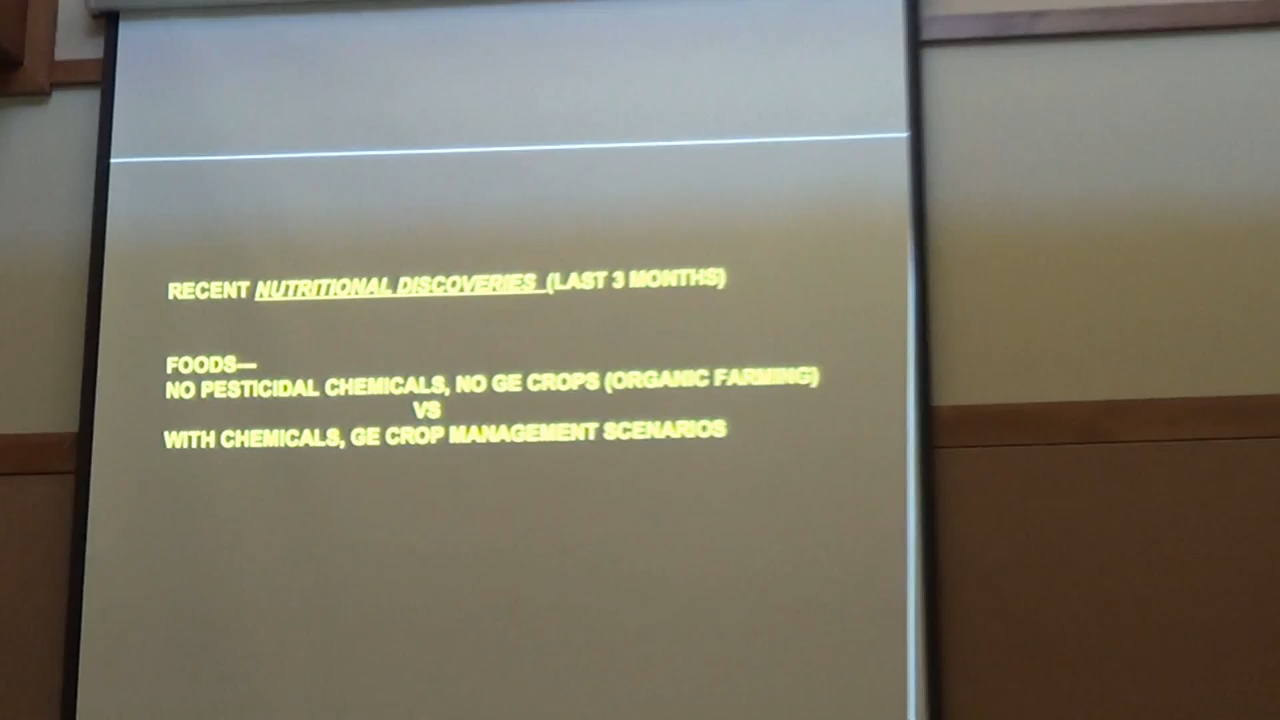 RECENT NUTRITIONAL DISCOVERIES (LAST 3 MONTHS)
FOODS—
NO PESTICIDAL CHEMICALS, NO GE CROPS (ORGANIC FARMING)
VS
WITH CHEMICALS, GE CROP MANAGEMENT SCENARIOS